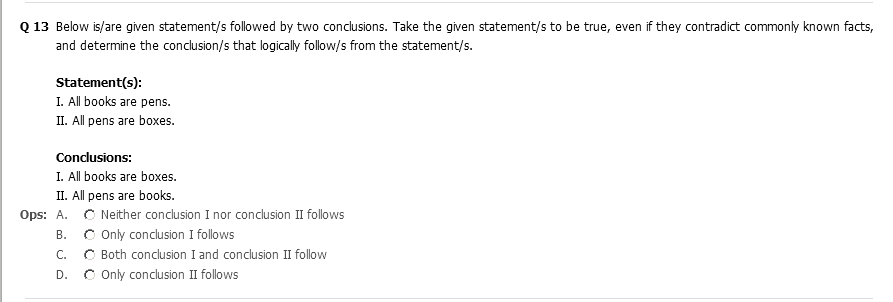 Q 13 Below is/are given statement/s followed by two conclusions. Take the given statement/s to be true, even if they contradict commonly known facts,
and determine the conclusion/s that logically follow/s from the statement/s.
Statement(s):
I. All books are pens.
II. All pens are boxes.
Conclusions:
I. All books are boxes.
II. All pens are books.
Ops: A. Neither conclusion I nor conclusion II follows
B. Only conclusion I follows
C. Both conclusion I and conclusion II follow
D. Only conclusion II follows